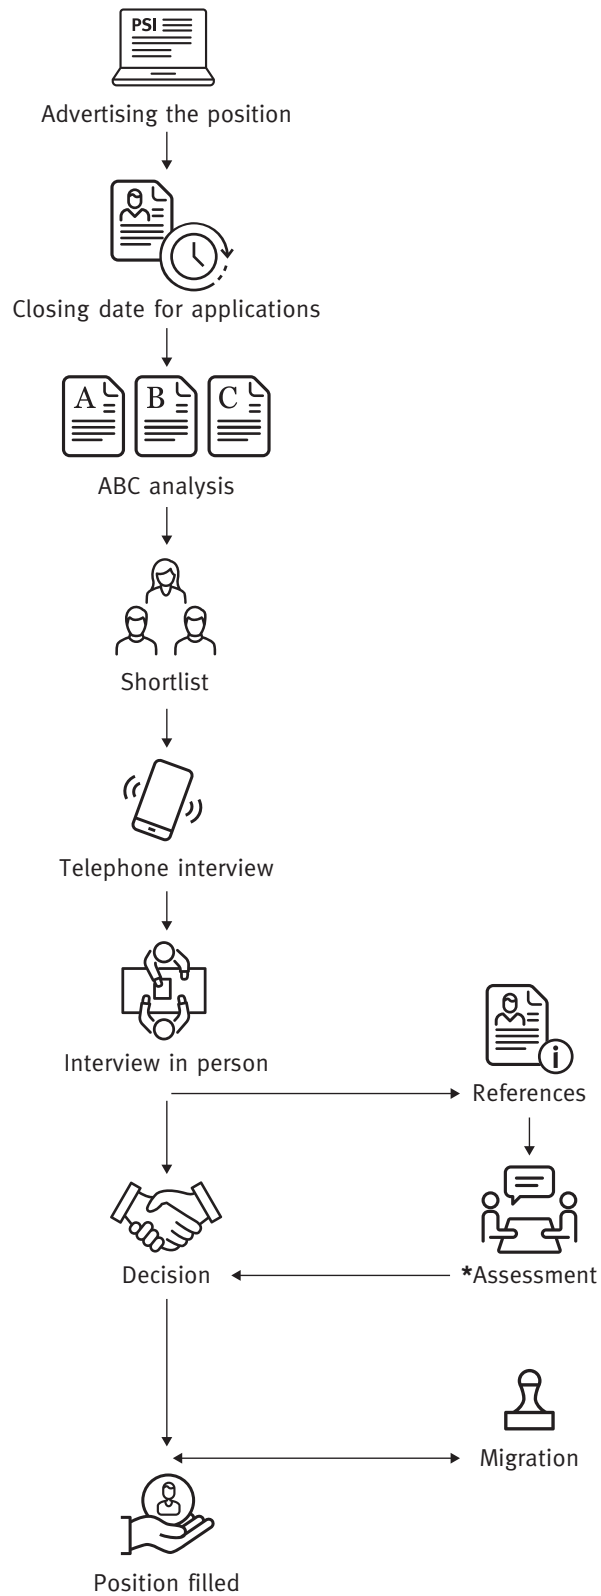 PSI
Advertising the position
Closing date for applications
A B C
ABC analysis
Shortlist
Telephone interview
Interview in person
i
References
Decision
*Assessment
Migration
Position filled